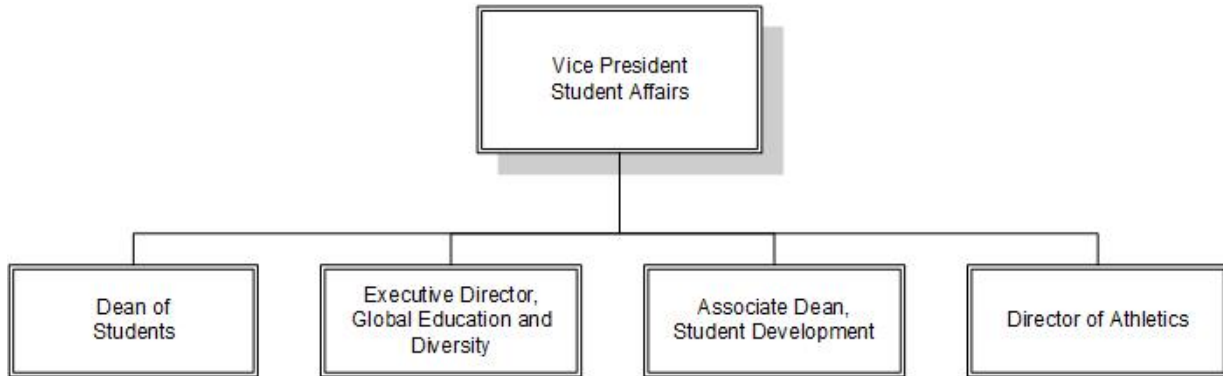 Vice President
Student Affairs
Dean of
Students
Executive Director,
Global Education and
Diversity
Associate Dean,
Student Development
Director of Athletics